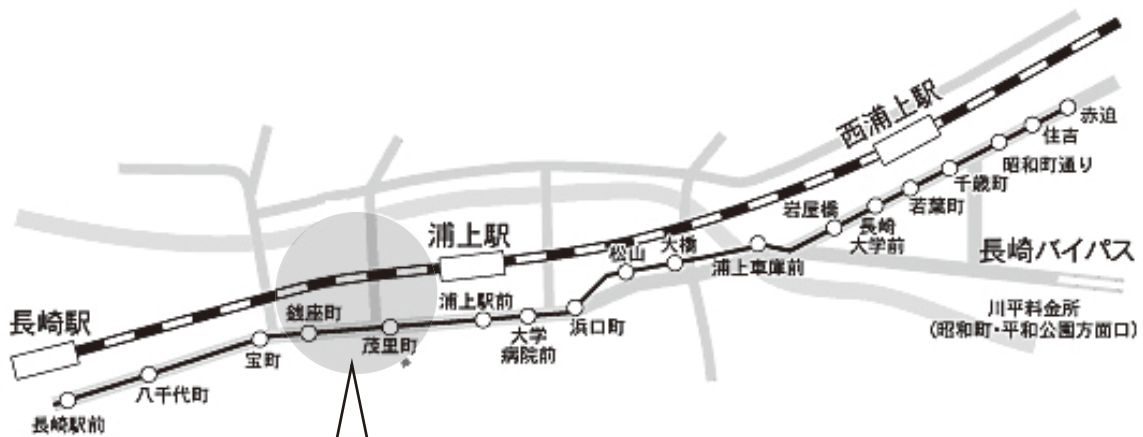 長崎駅
浦上駅
西浦上駅
長崎駅前
八千代町
宝町
銭座町
茂里町
浦上駅前
大学
病院前
浜口町
松山
大橋
浦上車庫前
岩屋橋
長崎
大学前
若葉町
千歳町
昭和町通り
住吉
赤迫
長崎バイパス
川平料金所
(昭和町・平和公園方面口)